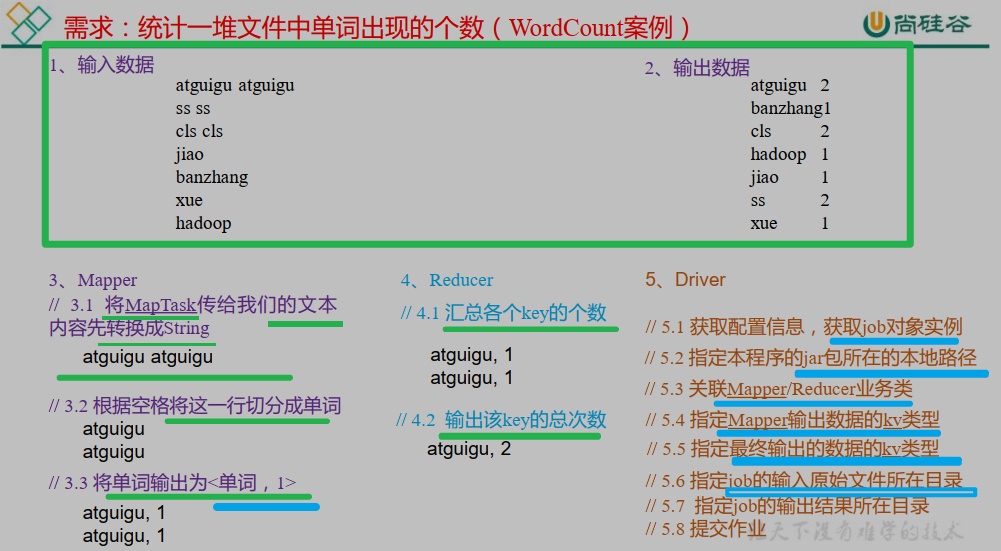 需求：统计一堆文件中单词出现的个数（WordCount案例）
尚硅谷
1、输入数据
atguigu atguigu
ss ss
cls cls
jiao
banzhang
xue
hadoop
2、输出数据
atguigu 2
banzhang1
cls 2
hadoop 1
jiao 1
ss 2
xue 1
3、Mapper
// 3.1 将MapTask传给我们的文本
内容先转换成String
atguigu atguigu
// 3.2 根据空格将这一行切分成单词
atguigu
atguigu
// 3.3 将单词输出为<单词，1>
atguigu, 1
atguigu, 1
4、Reducer
// 4.1 汇总各个key的个数
atguigu, 1
atguigu, 1
// 4.2 输出该key的总次数
atguigu, 2
5、Driver
// 5.1 获取配置信息，获取job对象实例
// 5.2 指定本程序的jar包所在的本地路径
// 5.3 关联Mapper/Reducer业务类
// 5.4 指定Mapper输出数据的kv类型
// 5.5 指定最终输出的数据的kv类型
// 5.6 指定job的输入原始文件所在目录
// 5.7 指定job的输出结果所在目录
// 5.8 提交作业
让天下没有难学的技术